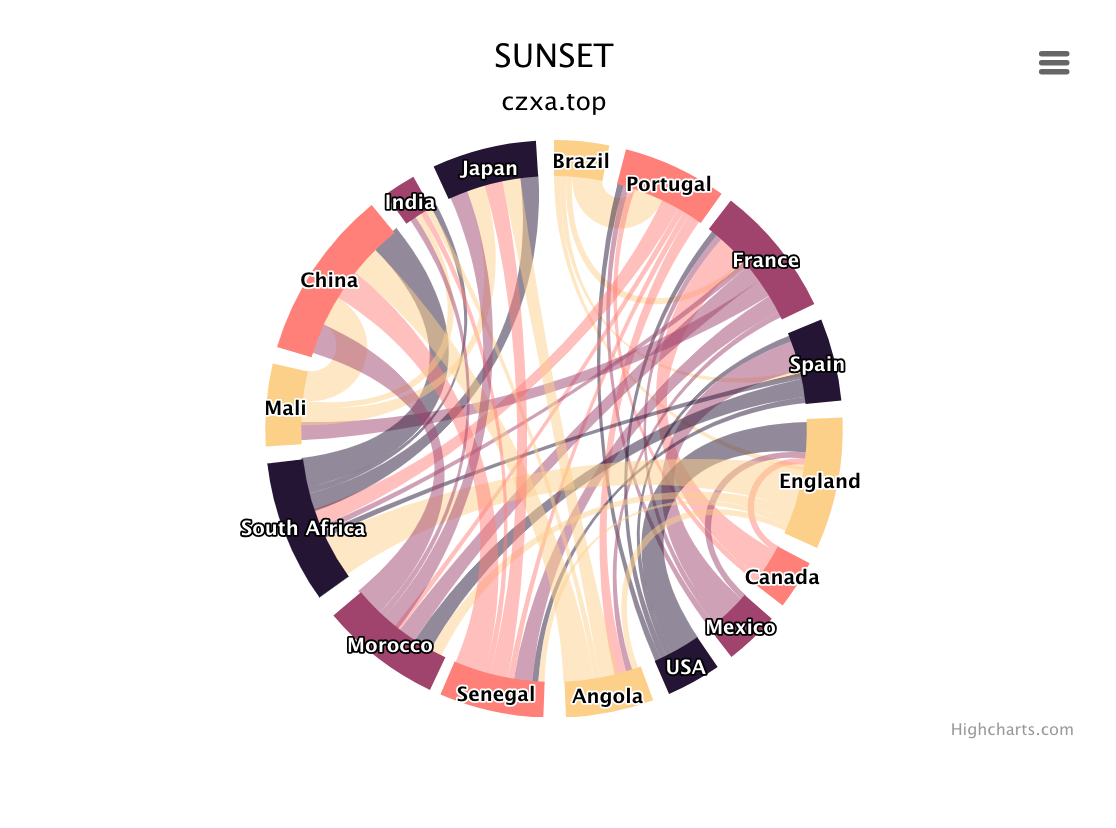 SUNSET
czxa.top
Brazil
Japan
Portugal
India
France
China
Spain
Mali
England
South Africa
Canada
Mexico
Morocco
USA
Senegal
Angola
Highcharts.com